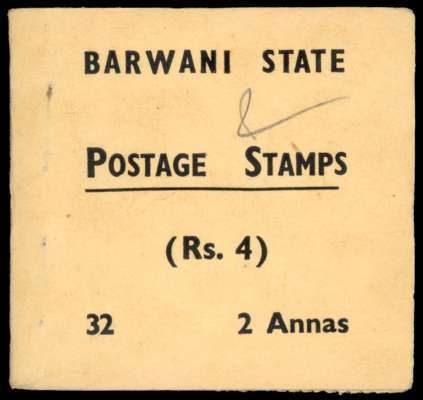 BARWANI STATE
POSTAGE STAMPS
(Rs. 4)
32 2 Annas